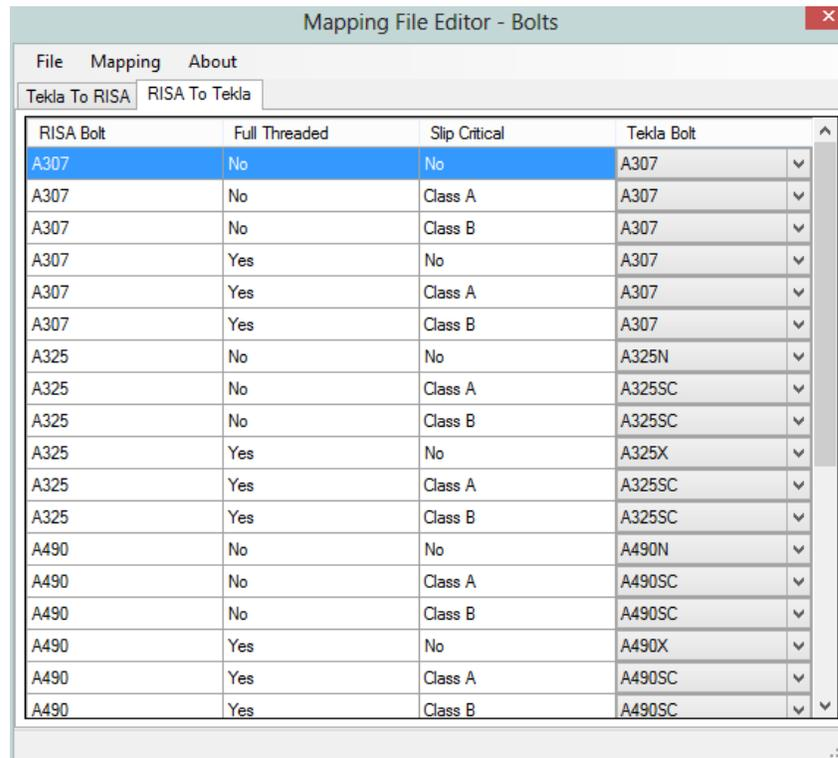 Mapping File Editor - Bolts
File Mapping About
Tekla To RISA RISA To Tekla
RISA Bolt Full Threaded Slip Critical Tekla Bolt
A307 No No A307
A307 No Class A A307
A307 No Class B A307
A307 Yes No A307
A307 Yes Class A A307
A307 Yes Class B A307
A325 No No A325N
A325 No Class A A325SC
A325 No Class B A325SC
A325 Yes No A325X
A325 Yes Class A A325SC
A325 Yes Class B A325SC
A490 No No A490N
A490 No Class A A490SC
A490 No Class B A490SC
A490 Yes No A490X
A490 Yes Class A A490SC
A490 Yes Class B A490SC